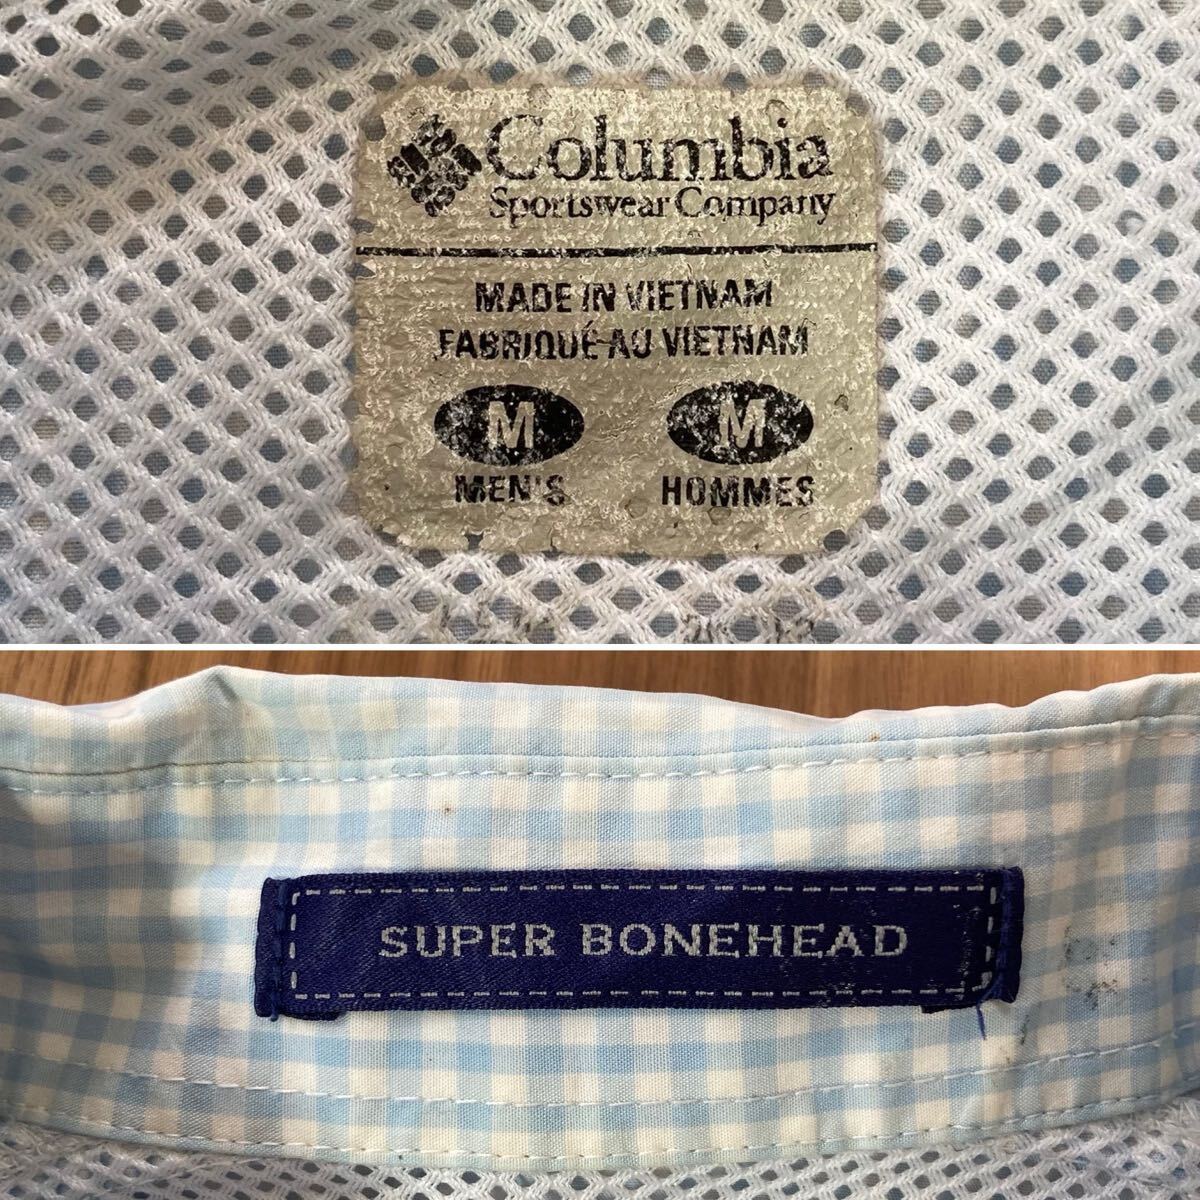 Columbia
Sportswear Company
MADE IN VIETNAM
FABRIQUÉ AU VIETNAM
M M
MEN'S HOMMES
SUPER BONEHEAD